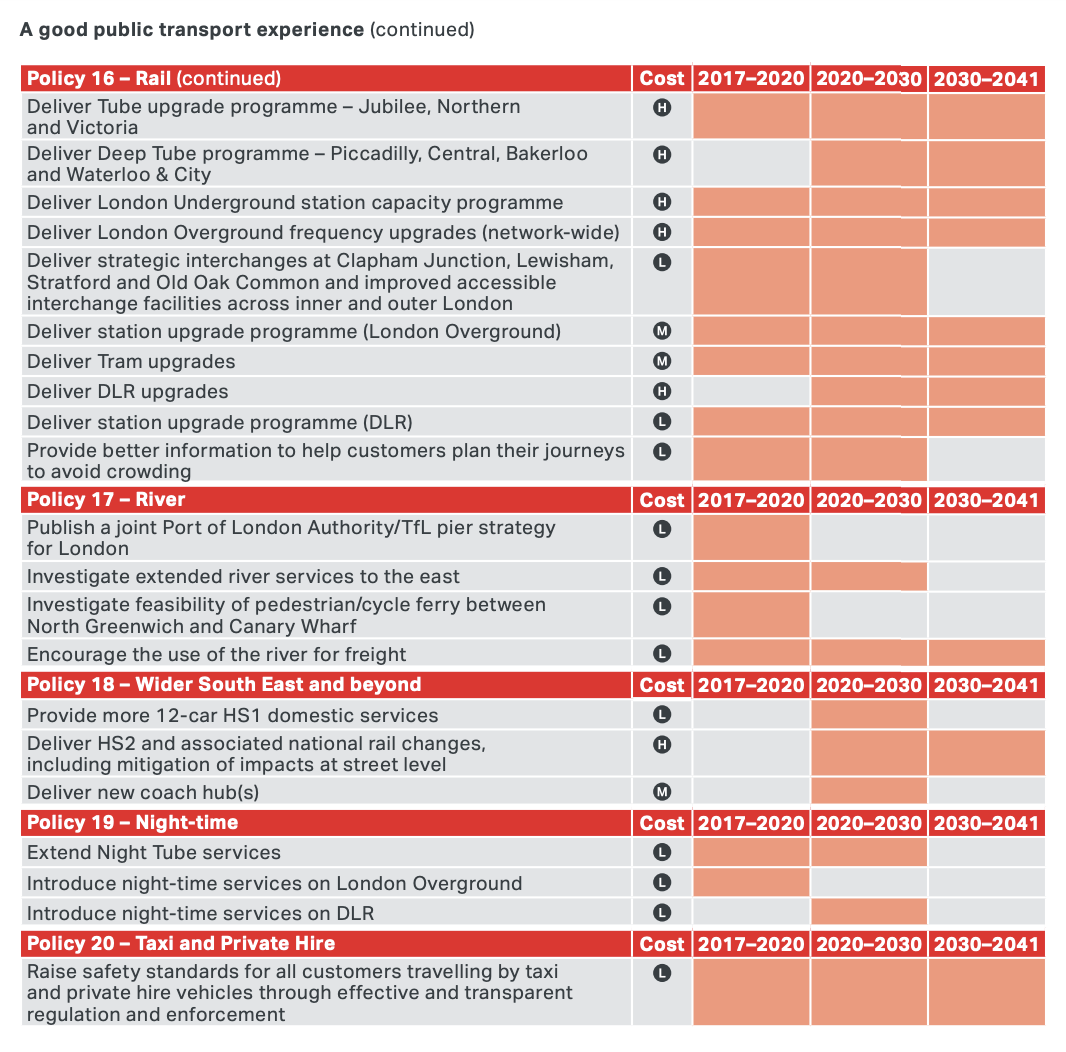 A good public transport experience (continued)
Policy 16 – Rail (continued) Cost 2017–2020 2020–2030 2030–2041
Deliver Tube upgrade programme – Jubilee, Northern H
and Victoria
Deliver Deep Tube programme – Piccadilly, Central, Bakerloo H
and Waterloo & City
Deliver London Underground station capacity programme H
Deliver London Overground frequency upgrades (network-wide) H
Deliver strategic interchanges at Clapham Junction, Lewisham, L
Stratford and Old Oak Common and improved accessible
interchange facilities across inner and outer London
Deliver station upgrade programme (London Overground) M
Deliver Tram upgrades M
Deliver DLR upgrades H
Deliver station upgrade programme (DLR) L
Provide better information to help customers plan their journeys L
to avoid crowding
Policy 17 – River Cost 2017–2020 2020–2030 2030–2041
Publish a joint Port of London Authority/TfL pier strategy L
for London
Investigate extended river services to the east L
Investigate feasibility of pedestrian/cycle ferry between L
North Greenwich and Canary Wharf
Encourage the use of the river for freight L
Policy 18 – Wider South East and beyond Cost 2017–2020 2020–2030 2030–2041
Provide more 12-car HS1 domestic services L
Deliver HS2 and associated national rail changes, H
including mitigation of impacts at street level
Deliver new coach hub(s) M
Policy 19 – Night-time Cost 2017–2020 2020–2030 2030–2041
Extend Night Tube services L
Introduce night-time services on London Overground L
Introduce night-time services on DLR L
Policy 20 – Taxi and Private Hire Cost 2017–2020 2020–2030 2030–2041
Raise safety standards for all customers travelling by taxi L
and private hire vehicles through effective and transparent
regulation and enforcement